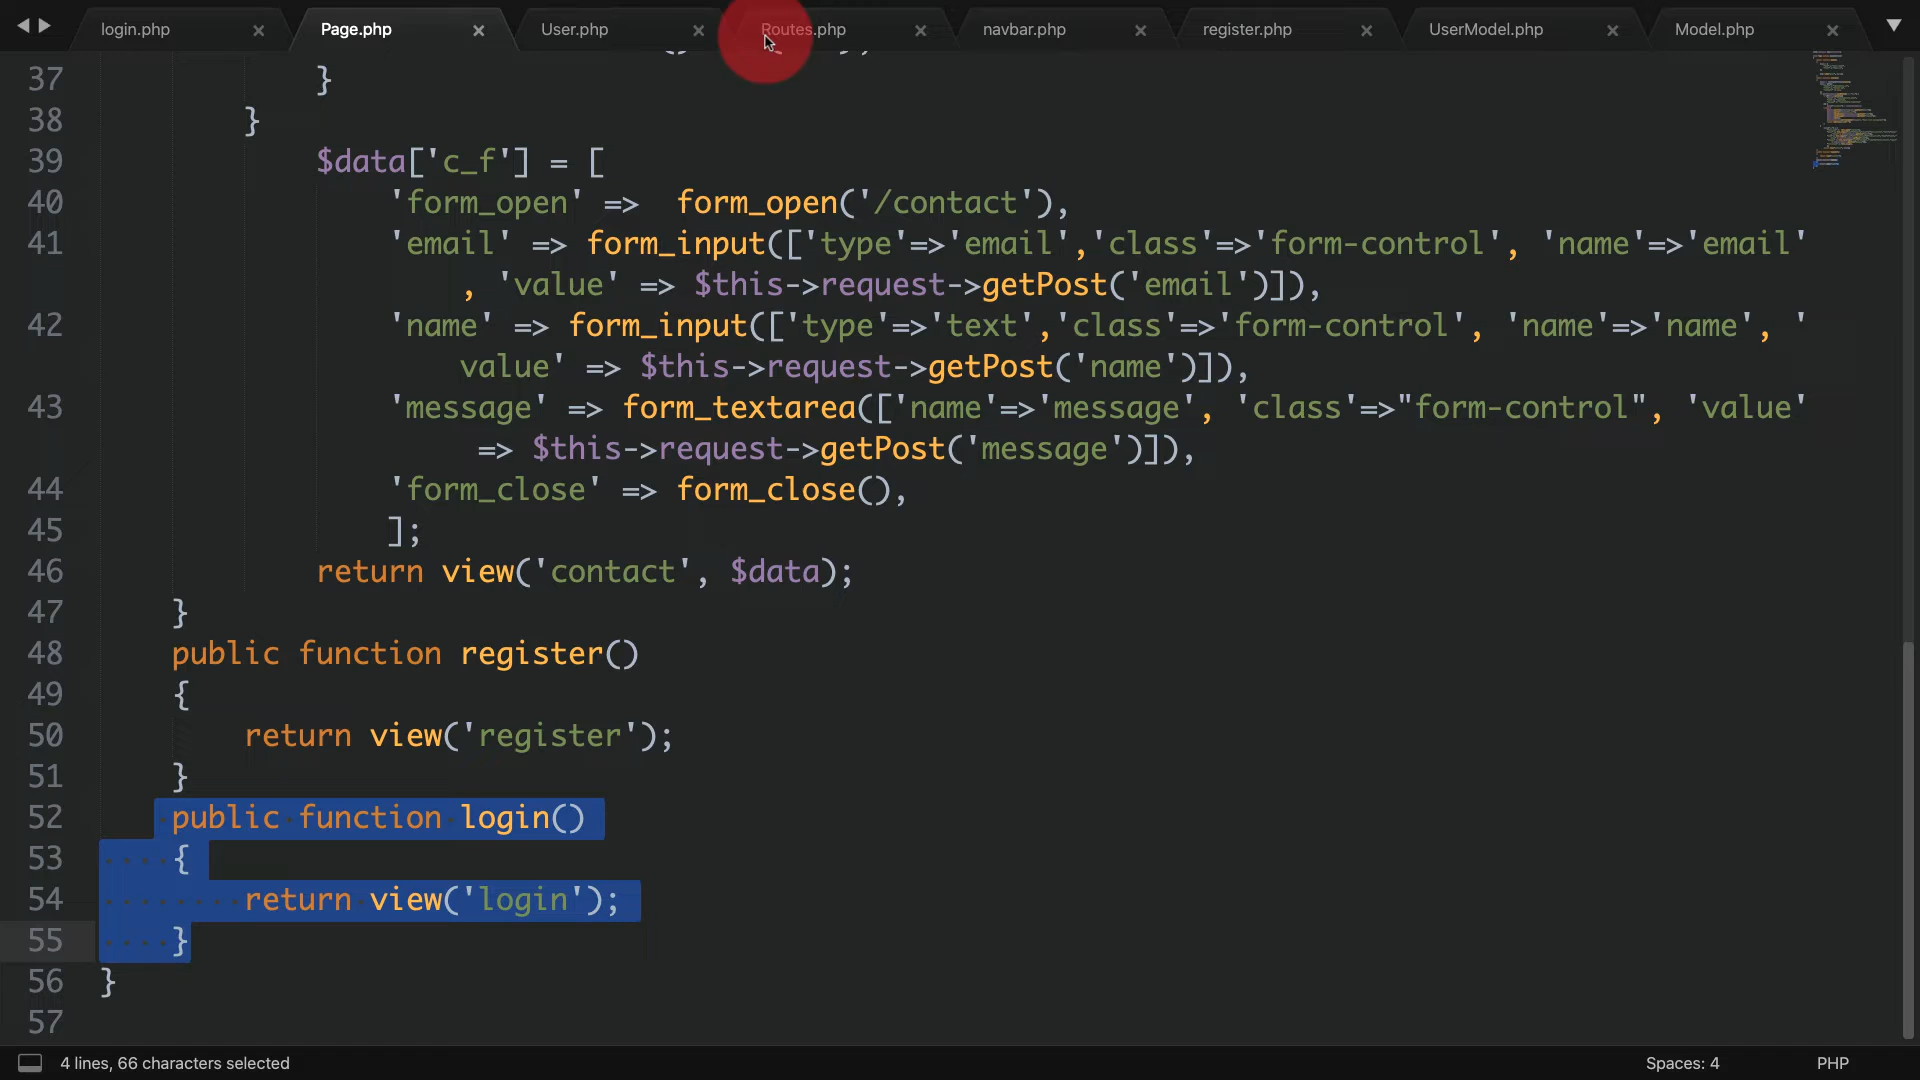 login.php × Page.php × User.php × Routes.php × navbar.php × register.php × UserModel.php × Model.php ×
37 }
38 }
39 $data['c_f'] = [
40 'form_open' => form_open('/contact'),
41 'email' => form_input(['type'=>'email','class'=>'form-control', 'name'=>'email'
, 'value' => $this->request->getPost('email')]),
42 'name' => form_input(['type'=>'text','class'=>'form-control', 'name'=>'name', '
value' => $this->request->getPost('name')]),
43 'message' => form_textarea(['name'=>'message', 'class'=>"form-control", 'value'
=> $this->request->getPost('message')]),
44 'form_close' => form_close(),
45 ];
46 return view('contact', $data);
47 }
48 public function register()
49 {
50 return view('register');
51 }
52 public function login()
53 {
54 return view('login');
55 }
56 }
57
4 lines, 66 characters selected Spaces: 4 PHP